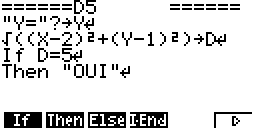 ======D5      ======
"Y="?→Y↵
√((X-2)²+(Y-1)²)→D↵
If D=5↵
Then "OUI"↵
If Then Else I·End ▷